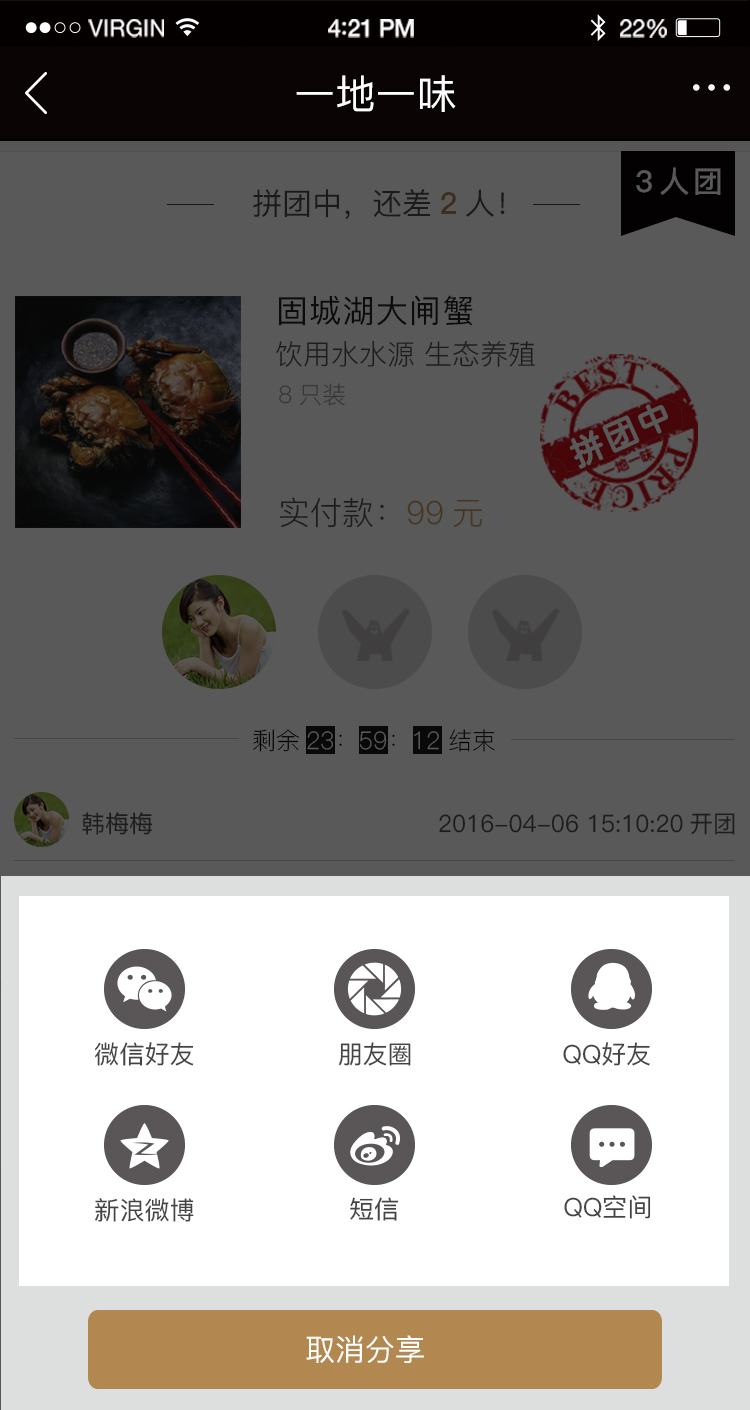 VIRGIN 4:21 PM 22%
一地一味
3人团
拼团中，还差 2 人！
固城湖大闸蟹
饮用水水源 生态养殖
8 只装
BEST
拼团中
一地一味
PRICE
实付款：99 元
剩余 23：59：12 结束
韩梅梅 2016-04-06 15:10:20 开团
微信好友 朋友圈 QQ好友
新浪微博 短信 QQ空间
取消分享